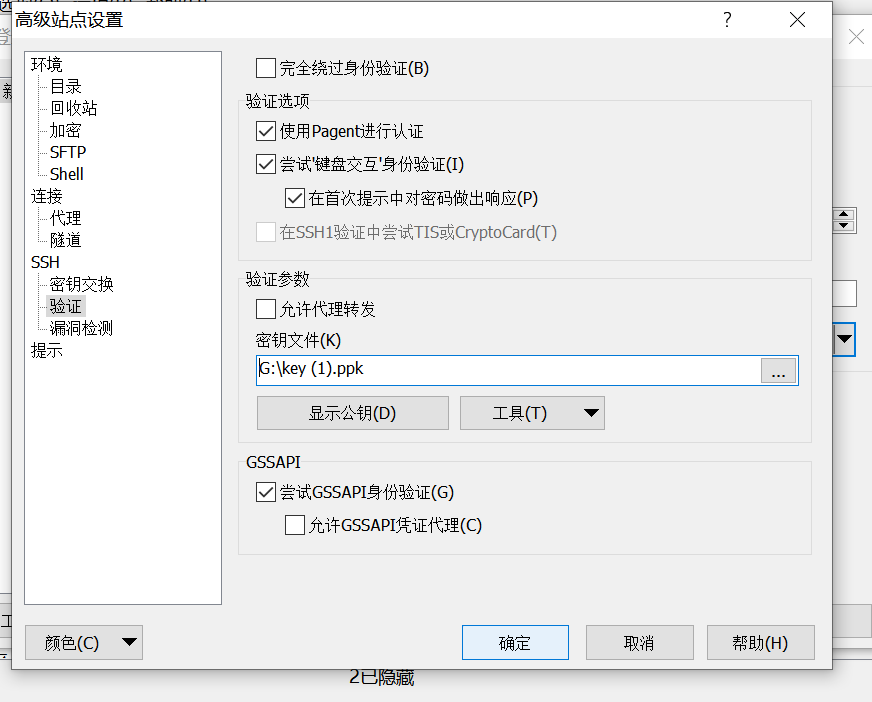 高级站点设置
环境
目录
回收站
加密
SFTP
Shell
连接
代理
隧道
SSH
密钥交换
验证
漏洞检测
提示
完全绕过身份验证(B)
验证选项
使用Pagent进行认证
尝试'键盘交互'身份验证(I)
在首次提示中对密码做出响应(P)
在SSH1验证中尝试TIS或CryptoCard(T)
验证参数
允许代理转发
密钥文件(K)
G:\key (1).ppk
...
显示公钥(D) 工具(T)
GSSAPI
尝试GSSAPI身份验证(G)
允许GSSAPI凭证代理(C)
颜色(C) 确定 取消 帮助(H)
2已隐藏